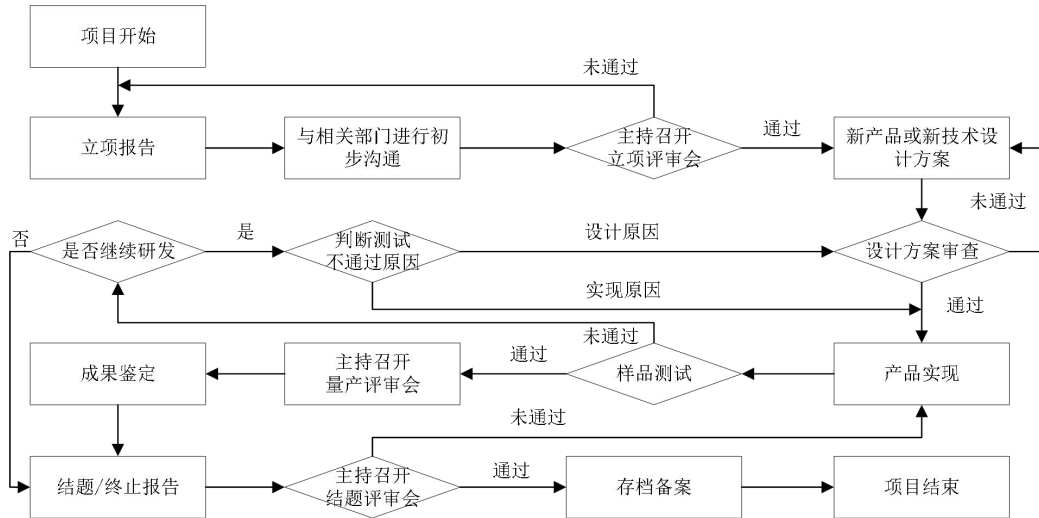 项目开始
未通过
立项报告
与相关部门进行初
步沟通
主持召开
立项评审会
通过
新产品或新技术设
计方案
未通过
否
是否继续研发
是
判断测试
不通过原因
设计原因
设计方案审查
实现原因
通过
未通过
成果鉴定
主持召开
量产评审会
通过
样品测试
产品实现
未通过
结题/终止报告
主持召开
结题评审会
通过
存档备案
项目结束